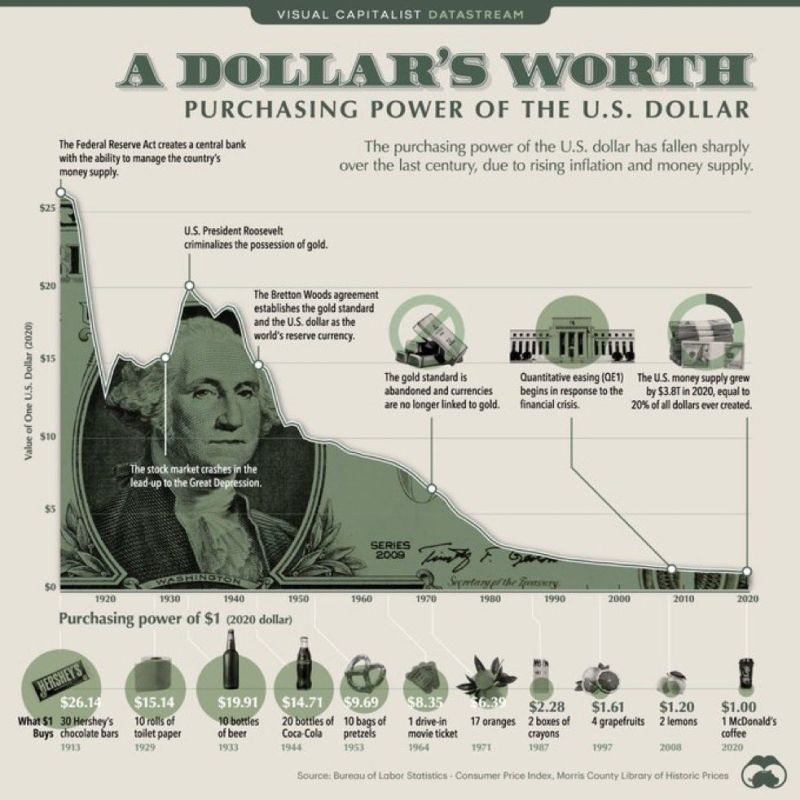 VISUAL CAPITALIST DATASTREAM
A DOLLAR'S WORTH
PURCHASING POWER OF THE U.S. DOLLAR
The Federal Reserve Act creates a central bank
with the ability to manage the country's
money supply.
The purchasing power of the U.S. dollar has fallen sharply
over the last century, due to rising inflation and money supply.
$25
U.S. President Roosevelt
criminalizes the possession of gold.
$20
The Bretton Woods agreement
establishes the gold standard
and the U.S. dollar as the
world's reserve currency.
$15
The gold standard is
abandoned and currencies
are no longer linked to gold.
Quantitative easing (QE1)
begins in response to the
financial crisis.
The U.S. money supply grew
by $3.8T in 2020, equal to
20% of all dollars ever created.
Value of One U.S. Dollar (2020)
$10
The stock market crashes in the
lead-up to the Great Depression.
$5
SERIES
2009
Secretary of the Treasury
WASHINGTON
$0
1920 1930 1940 1950 1960 1970 1980 1990 2000 2010 2020
Purchasing power of $1 (2020 dollar)
HERSHEY'S
$26.14 $15.14 $19.91 $14.71 $9.69 $8.35 $6.39 $2.28 $1.61 $1.20 $1.00
What $1
Buys
30 Hershey's
chocolate bars
1913
10 rolls of
toilet paper
1929
10 bottles
of beer
1933
20 bottles of
Coca-Cola
1944
10 bags of
pretzels
1953
1 drive-in
movie ticket
1964
17 oranges
1971
2 boxes of
crayons
1987
4 grapefruits
1997
2 lemons
2008
1 McDonald's
coffee
2020
Source: Bureau of Labor Statistics - Consumer Price Index, Morris County Library of Historic Prices